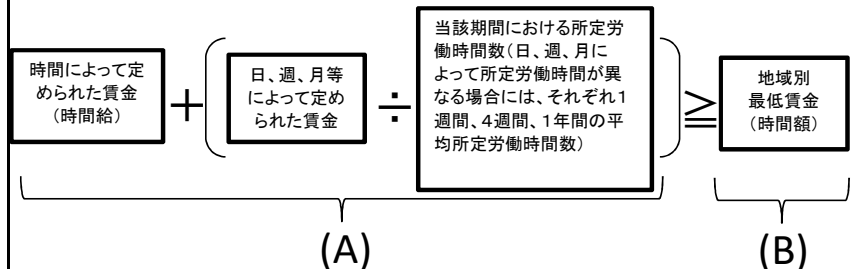 時間によって定
められた賃金
(時間給)
+
日、週、月等
によって定め
られた賃金
÷
当該期間における所定労
働時間数(日、週、月に
よって所定労働時間が異
なる場合には、それぞれ1
週間、4週間、1年間の平
均所定労働時間数)
≧
地域別
最低賃金
(時間額)
(A)
(B)